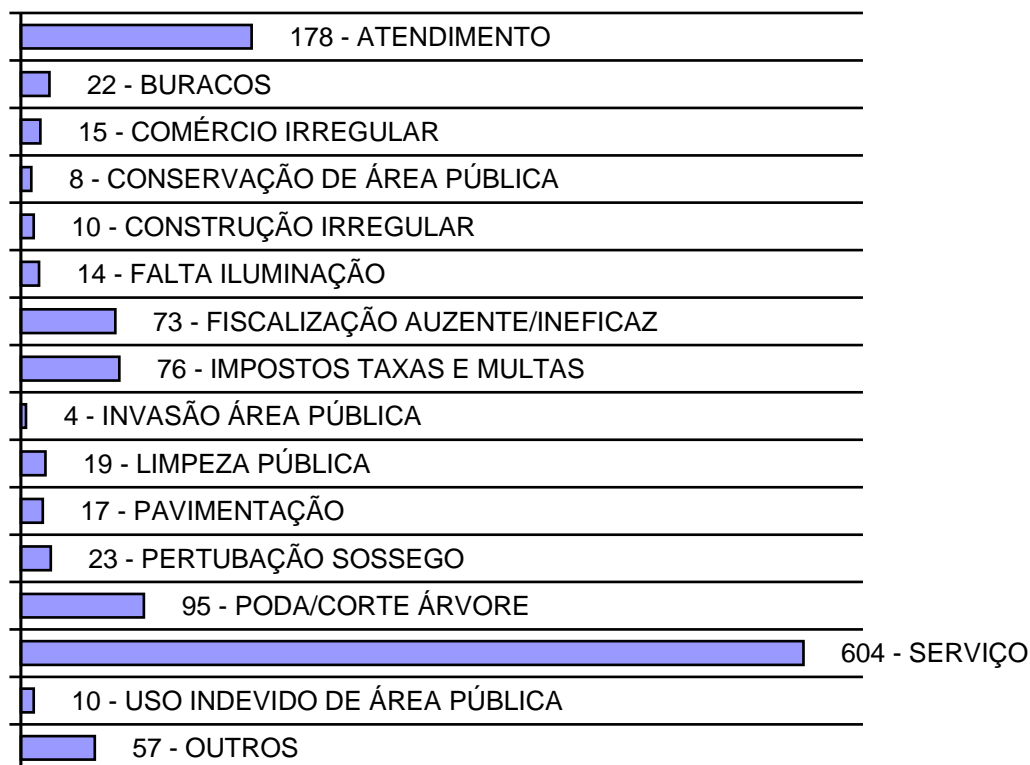 178 - ATENDIMENTO
22 - BURACOS
15 - COMÉRCIO IRREGULAR
8 - CONSERVAÇÃO DE ÁREA PÚBLICA
10 - CONSTRUÇÃO IRREGULAR
14 - FALTA ILUMINAÇÃO
73 - FISCALIZAÇÃO AUZENTE/INEFICAZ
76 - IMPOSTOS TAXAS E MULTAS
4 - INVASÃO ÁREA PÚBLICA
19 - LIMPEZA PÚBLICA
17 - PAVIMENTAÇÃO
23 - PERTUBAÇÃO SOSSEGO
95 - PODA/CORTE ÁRVORE
604 - SERVIÇO
10 - USO INDEVIDO DE ÁREA PÚBLICA
57 - OUTROS